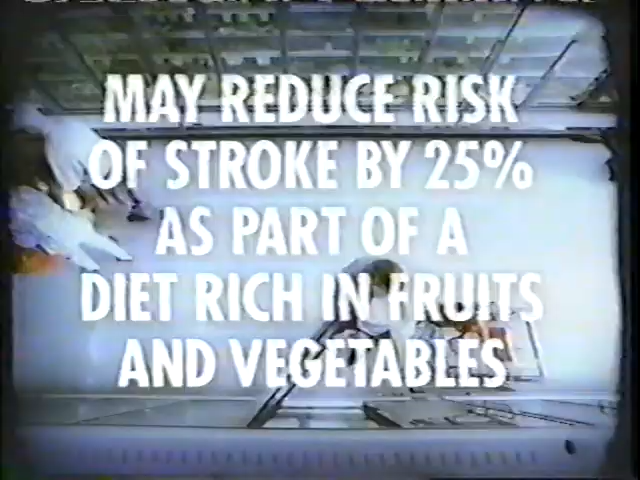 MAY REDUCE RISK
OF STROKE BY 25%
AS PART OF A
DIET RICH IN FRUITS
AND VEGETABLES